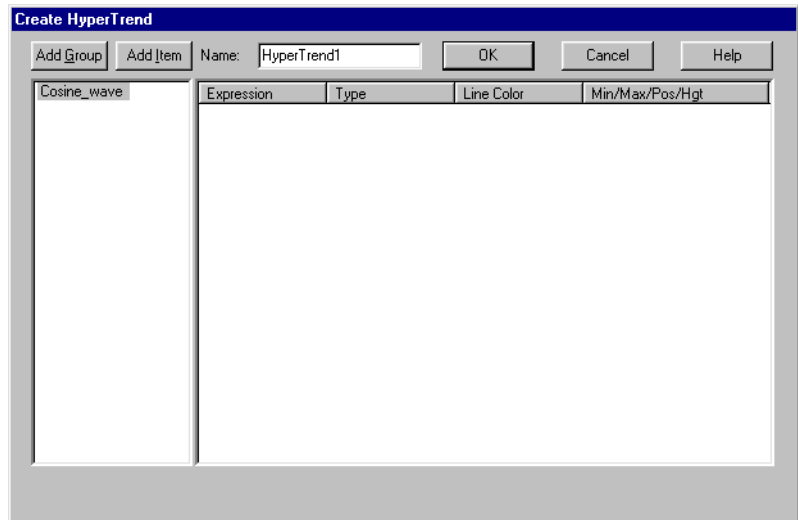 Create HyperTrend
Add Group Add Item Name: HyperTrend1 OK Cancel Help
Cosine_wave
Expression Type Line Color Min/Max/Pos/Hgt